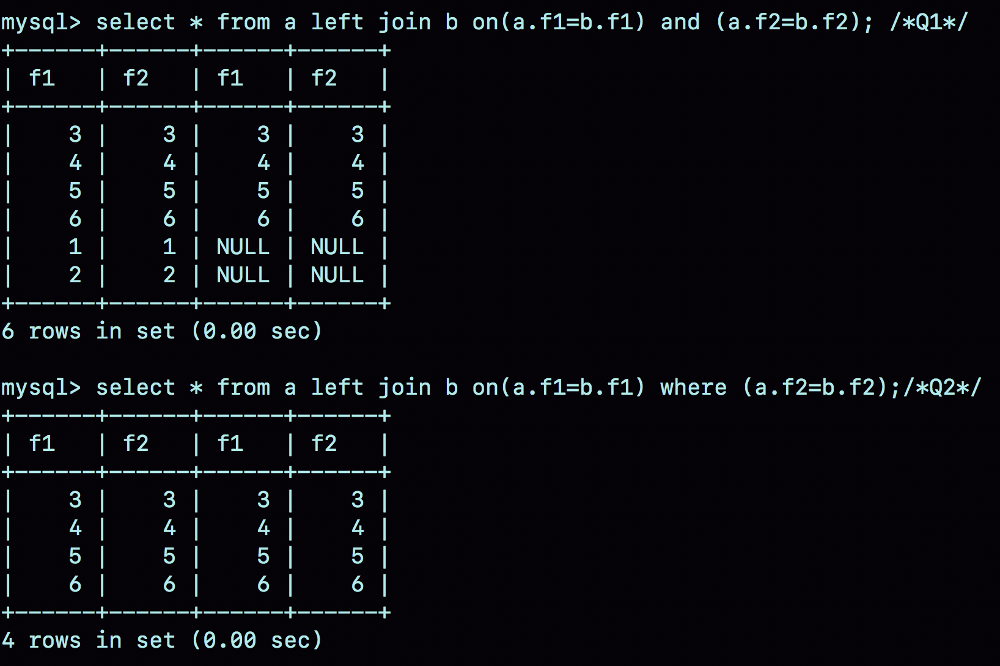 mysql> select * from a left join b on(a.f1=b.f1) and (a.f2=b.f2); /*Q1*/
+------+------+------+------+
| f1   | f2   | f1   | f2   |
+------+------+------+------+
|    3 |    3 |    3 |    3 |
|    4 |    4 |    4 |    4 |
|    5 |    5 |    5 |    5 |
|    6 |    6 |    6 |    6 |
|    1 |    1 | NULL | NULL |
|    2 |    2 | NULL | NULL |
+------+------+------+------+
6 rows in set (0.00 sec)

mysql> select * from a left join b on(a.f1=b.f1) where (a.f2=b.f2);/*Q2*/
+------+------+------+------+
| f1   | f2   | f1   | f2   |
+------+------+------+------+
|    3 |    3 |    3 |    3 |
|    4 |    4 |    4 |    4 |
|    5 |    5 |    5 |    5 |
|    6 |    6 |    6 |    6 |
+------+------+------+------+
4 rows in set (0.00 sec)